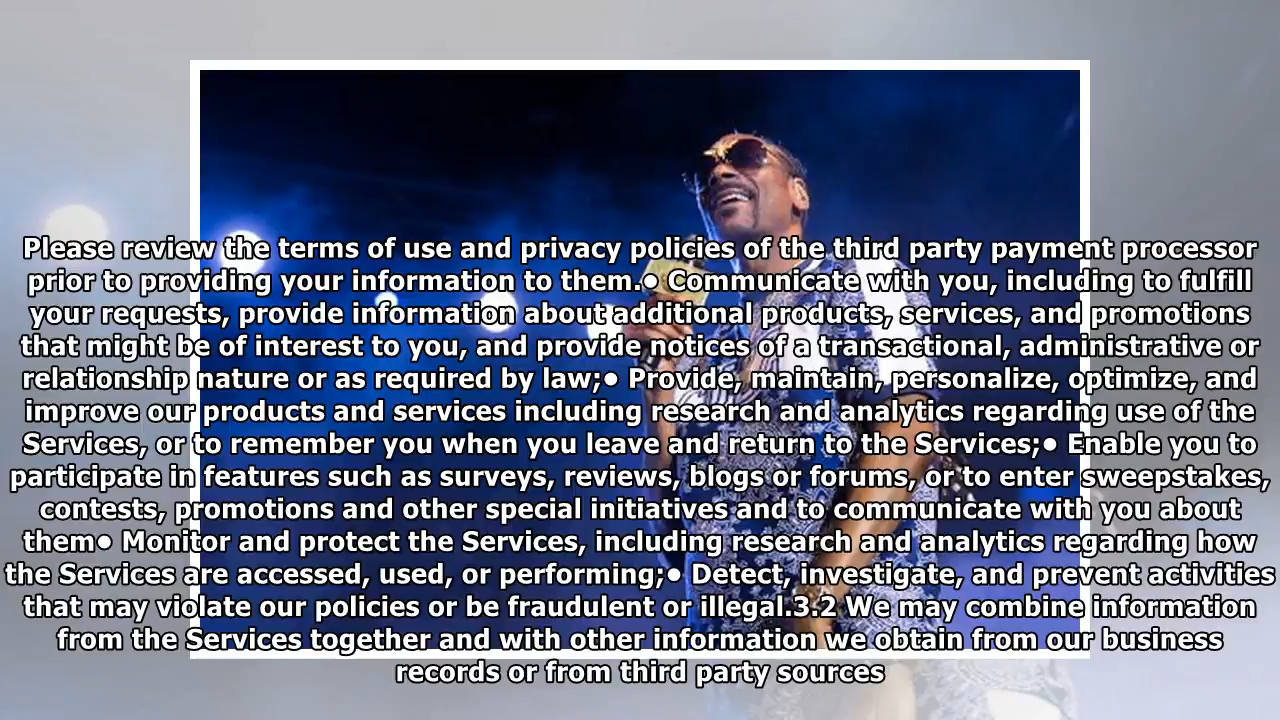 Please review the terms of use and privacy policies of the third party payment processor
prior to providing your information to them.● Communicate with you, including to fulfill
your requests, provide information about additional products, services, and promotions
that might be of interest to you, and provide notices of a transactional, administrative or
relationship nature or as required by law;● Provide, maintain, personalize, optimize, and
improve our products and services including research and analytics regarding use of the
Services, or to remember you when you leave and return to the Services;● Enable you to
participate in features such as surveys, reviews, blogs or forums, or to enter sweepstakes,
contests, promotions and other special initiatives and to communicate with you about
them● Monitor and protect the Services, including research and analytics regarding how
the Services are accessed, used, or performing;● Detect, investigate, and prevent activities
that may violate our policies or be fraudulent or illegal.3.2 We may combine information
from the Services together and with other information we obtain from our business
records or from third party sources